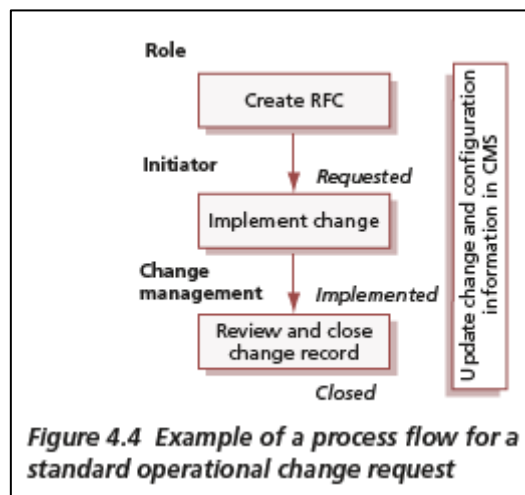 Role
Create RFC
Initiator
Requested
Implement change
Change
management
Implemented
Review and close
change record
Closed
Update change and configuration
information in CMS
Figure 4.4 Example of a process flow for a
standard operational change request